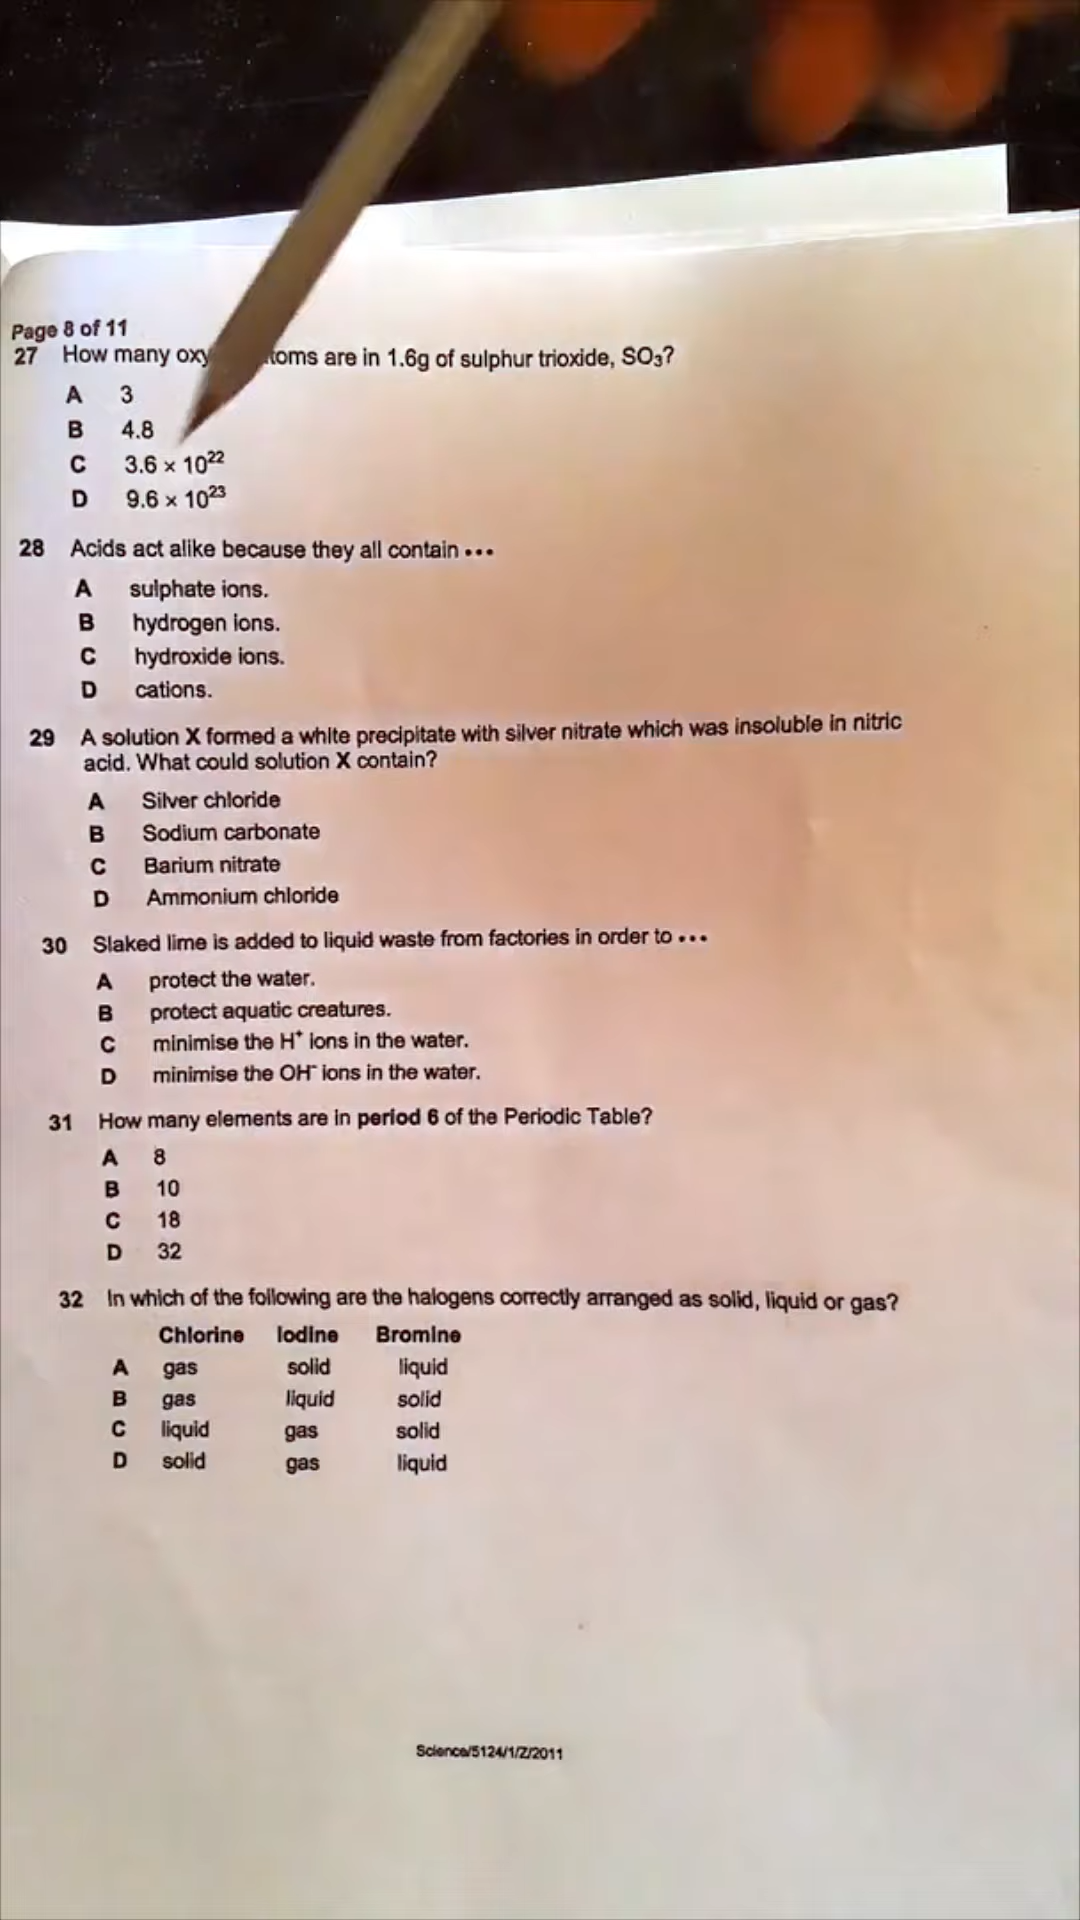 Page 8 of 11
27 How many oxy toms are in 1.6g of sulphur trioxide, SO₃?
A 3
B 4.8
C 3.6 × 10²²
D 9.6 × 10²³
28 Acids act alike because they all contain •••
A sulphate ions.
B hydrogen ions.
C hydroxide ions.
D cations.
29 A solution X formed a white precipitate with silver nitrate which was insoluble in nitric
acid. What could solution X contain?
A Silver chloride
B Sodium carbonate
C Barium nitrate
D Ammonium chloride
30 Slaked lime is added to liquid waste from factories in order to •••
A protect the water.
B protect aquatic creatures.
C minimise the H⁺ ions in the water.
D minimise the OH⁻ ions in the water.
31 How many elements are in period 6 of the Periodic Table?
A 8
B 10
C 18
D 32
32 In which of the following are the halogens correctly arranged as solid, liquid or gas?
Chlorine Iodine Bromine
A gas solid liquid
B gas liquid solid
C liquid gas solid
D solid gas liquid
Science/5124/1/Z/2011